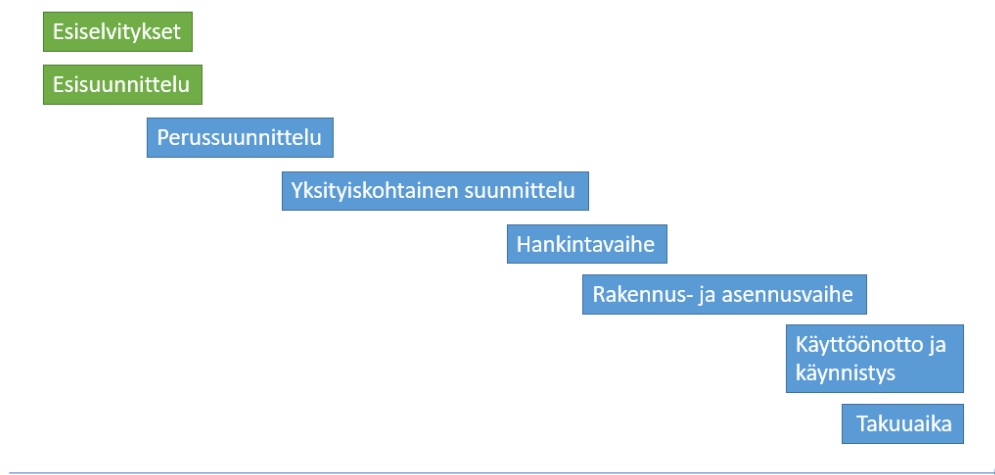 Esiselvitykset
Esisuunnittelu
Perussuunnittelu
Yksityiskohtainen suunnittelu
Hankintavaihe
Rakennus- ja asennusvaihe
Käyttöönotto ja
käynnistys
Takuuaika